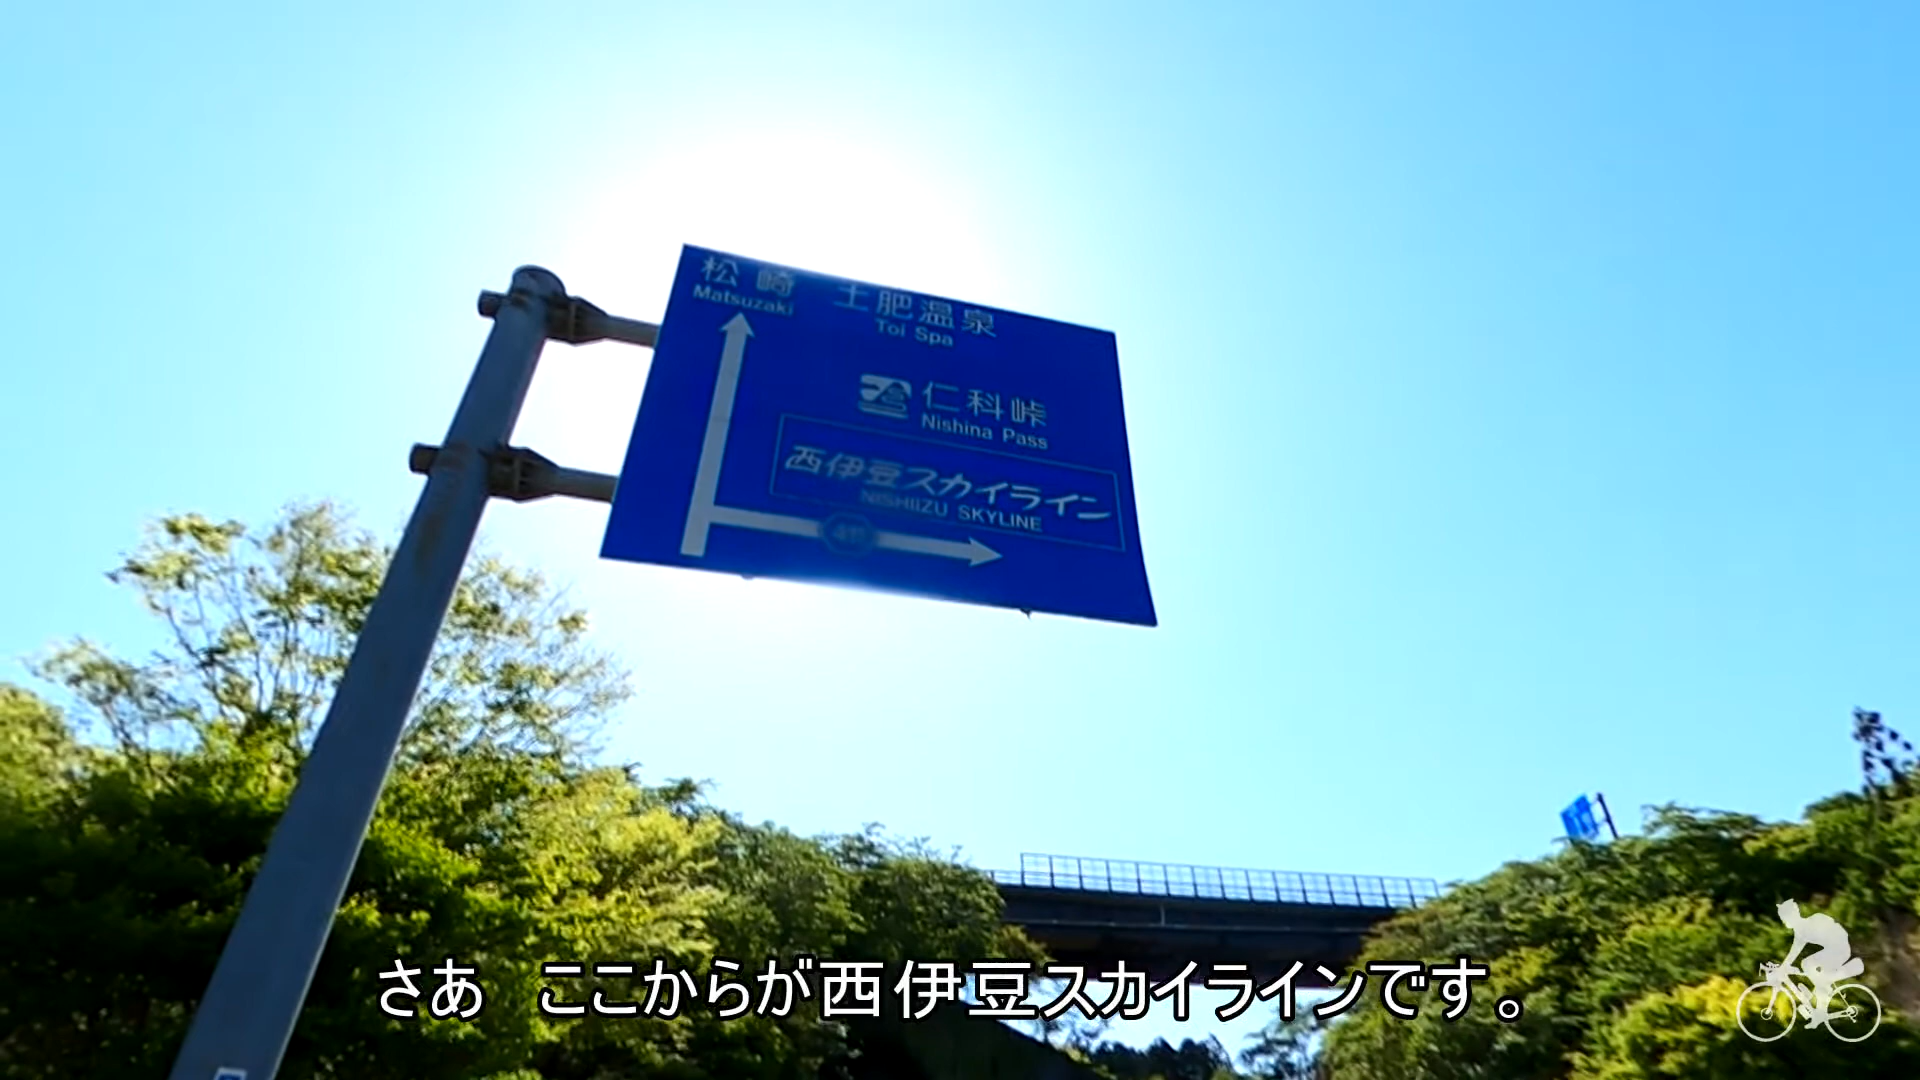 松崎 土肥温泉
Matsuzaki Toi Spa
仁科峠
Nishina Pass
西伊豆スカイライン
NISHIIZU SKYLINE
さあ ここからが西伊豆スカイラインです。